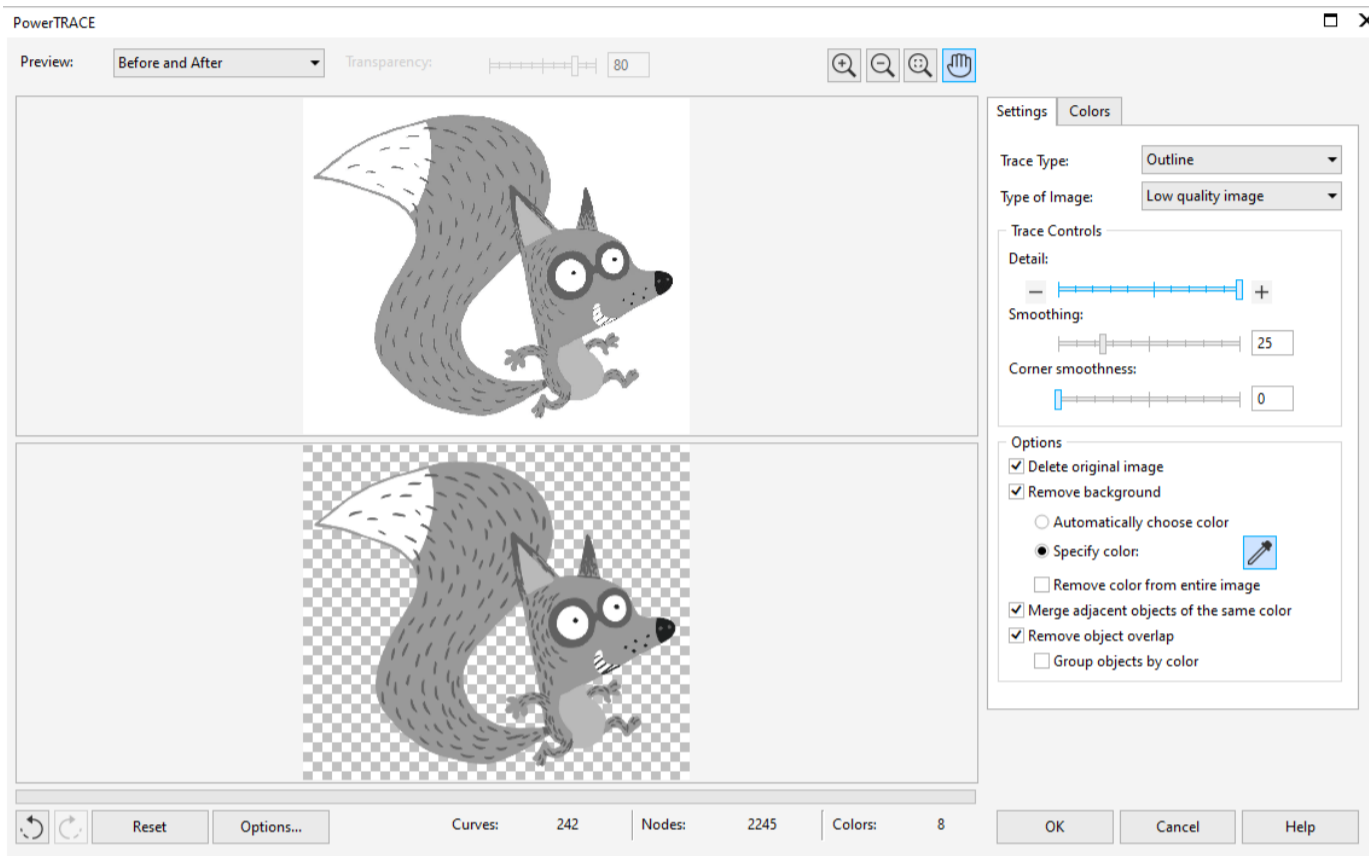 PowerTRACE
Preview: Before and After Transparency: 80
Settings Colors
Trace Type: Outline
Type of Image: Low quality image
Trace Controls
Detail:
Smoothing:
25
Corner smoothness:
0
Options
Delete original image
Remove background
Automatically choose color
Specify color:
Remove color from entire image
Merge adjacent objects of the same color
Remove object overlap
Group objects by color
Reset Options... Curves: 242 Nodes: 2245 Colors: 8 OK Cancel Help